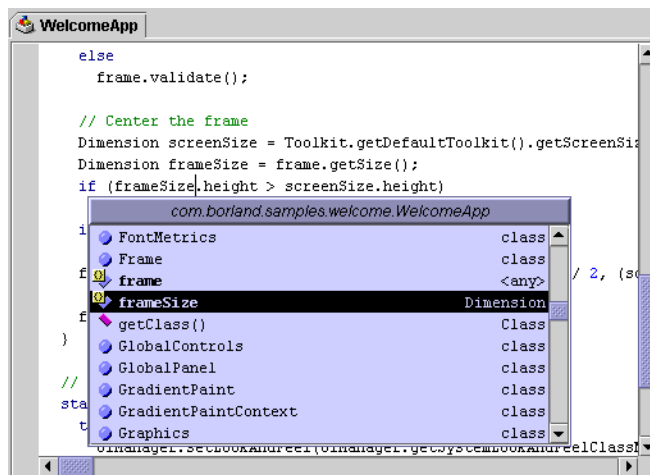 WelcomeApp
else
frame.validate();
// Center the frame
Dimension screenSize = Toolkit.getDefaultToolkit().getScreenSiz
Dimension frameSize = frame.getSize();
if (frameSize.height > screenSize.height)
com.borland.samples.welcome.WelcomeApp
i
FontMetrics class
Frame class
f frame <any> / 2, (sc
frameSize Dimension
f
getClass() Class
} GlobalControls class
GlobalPanel class
// GradientPaint class
sta GradientPaintContext class
t Graphics class